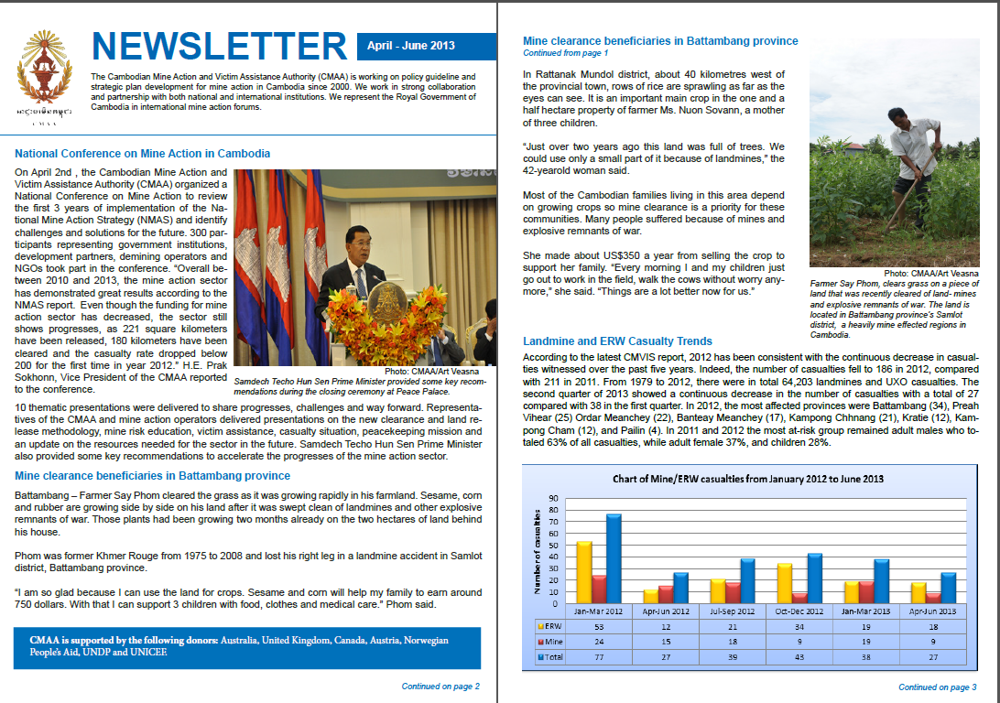 NEWSLETTER
April - June 2013
The Cambodian Mine Action and Victim Assistance Authority (CMAA) is working on policy guideline and
strategic plan development for mine action in Cambodia since 2000. We work in strong collaboration
and partnership with both national and international institutions. We represent the Royal Government of
Cambodia in international mine action forums.
CMAA
National Conference on Mine Action in Cambodia
On April 2nd , the Cambodian Mine Action and
Victim Assistance Authority (CMAA) organized a
National Conference on Mine Action to review
the first 3 years of implementation of the Na-
tional Mine Action Strategy (NMAS) and identify
challenges and solutions for the future. 300 par-
ticipants representing government institutions,
development partners, demining operators and
NGOs took part in the conference. “Overall be-
tween 2010 and 2013, the mine action sector
has demonstrated great results according to the
NMAS report. Even though the funding for mine
action sector has decreased, the sector still
shows progresses, as 221 square kilometers
have been released, 180 kilometers have been
cleared and the casualty rate dropped below
200 for the first time in year 2012.” H.E. Prak
Sokhonn, Vice President of the CMAA reported
to the conference.
Photo: CMAA/Art Veasna
Samdech Techo Hun Sen Prime Minister provided some key recom-
mendations during the closing ceremony at Peace Palace.
10 thematic presentations were delivered to share progresses, challenges and way forward. Representa-
tives of the CMAA and mine action operators delivered presentations on the new clearance and land re-
lease methodology, mine risk education, victim assistance, casualty situation, peacekeeping mission and
an update on the resources needed for the sector in the future. Samdech Techo Hun Sen Prime Minister
also provided some key recommendations to accelerate the progresses of the mine action sector.
Mine clearance beneficiaries in Battambang province
Battambang – Farmer Say Phom cleared the grass as it was growing rapidly in his farmland. Sesame, corn
and rubber are growing side by side on his land after it was swept clean of landmines and other explosive
remnants of war. Those plants had been growing two months already on the two hectares of land behind
his house.
Phom was former Khmer Rouge from 1975 to 2008 and lost his right leg in a landmine accident in Samlot
district, Battambang province.
“I am so glad because I can use the land for crops. Sesame and corn will help my family to earn around
750 dollars. With that I can support 3 children with food, clothes and medical care.” Phom said.
CMAA is supported by the following donors: Australia, United Kingdom, Canada, Austria, Norwegian
People's Aid, UNDP and UNICEF.
Continued on page 2
Mine clearance beneficiaries in Battambang province
Continued from page 1
In Rattanak Mundol district, about 40 kilometres west of
the provincial town, rows of rice are sprawling as far as the
eyes can see. It is an important main crop in the one and a
half hectare property of farmer Ms. Nuon Sovann, a mother
of three children.
“Just over two years ago this land was full of trees. We
could use only a small part of it because of landmines,” the
42-yearold woman said.
Most of the Cambodian families living in this area depend
on growing crops so mine clearance is a priority for these
communities. Many people suffered because of mines and
explosive remnants of war.
She made about US$350 a year from selling the crop to
support her family. “Every morning I and my children just
go out to work in the field, walk the cows without worry any-
more,” she said. “Things are a lot better now for us.”
Photo: CMAA/Art Veasna
Farmer Say Phom, clears grass on a piece of
land that was recently cleared of land- mines
and explosive remnants of war. The land is
located in Battambang province's Samlot
district, a heavily mine effected regions in
Cambodia.
Landmine and ERW Casualty Trends
According to the latest CMVIS report, 2012 has been consistent with the continuous decrease in casual-
ties witnessed over the past five years. Indeed, the number of casualties fell to 186 in 2012, compared
with 211 in 2011. From 1979 to 2012, there were in total 64,203 landmines and UXO casualties. The
second quarter of 2013 showed a continuous decrease in the number of casualties with a total of 27
compared with 38 in the first quarter. In 2012, the most affected provinces were Battambang (34), Preah
Vihear (25) Ordar Meanchey (22), Banteay Meanchey (17), Kampong Chhnang (21), Kratie (12), Kam-
pong Cham (12), and Pailin (4). In 2011 and 2012 the most at-risk group remained adult males who to-
taled 63% of all casualties, while adult female 37%, and children 28%.
Chart of Mine/ERW casualties from January 2012 to June 2013
Number of casualties
90
80
70
60
50
40
30
20
10
0
Jan-Mar 2012 Apr-Jun 2012 Jul-Sep 2012 Oct-Dec 2012 Jan-Mar 2013 Apr-Jun 2013
ERW 53 12 21 34 19 18
Mine 24 15 18 9 19 9
Total 77 27 39 43 38 27
Continued on page 3